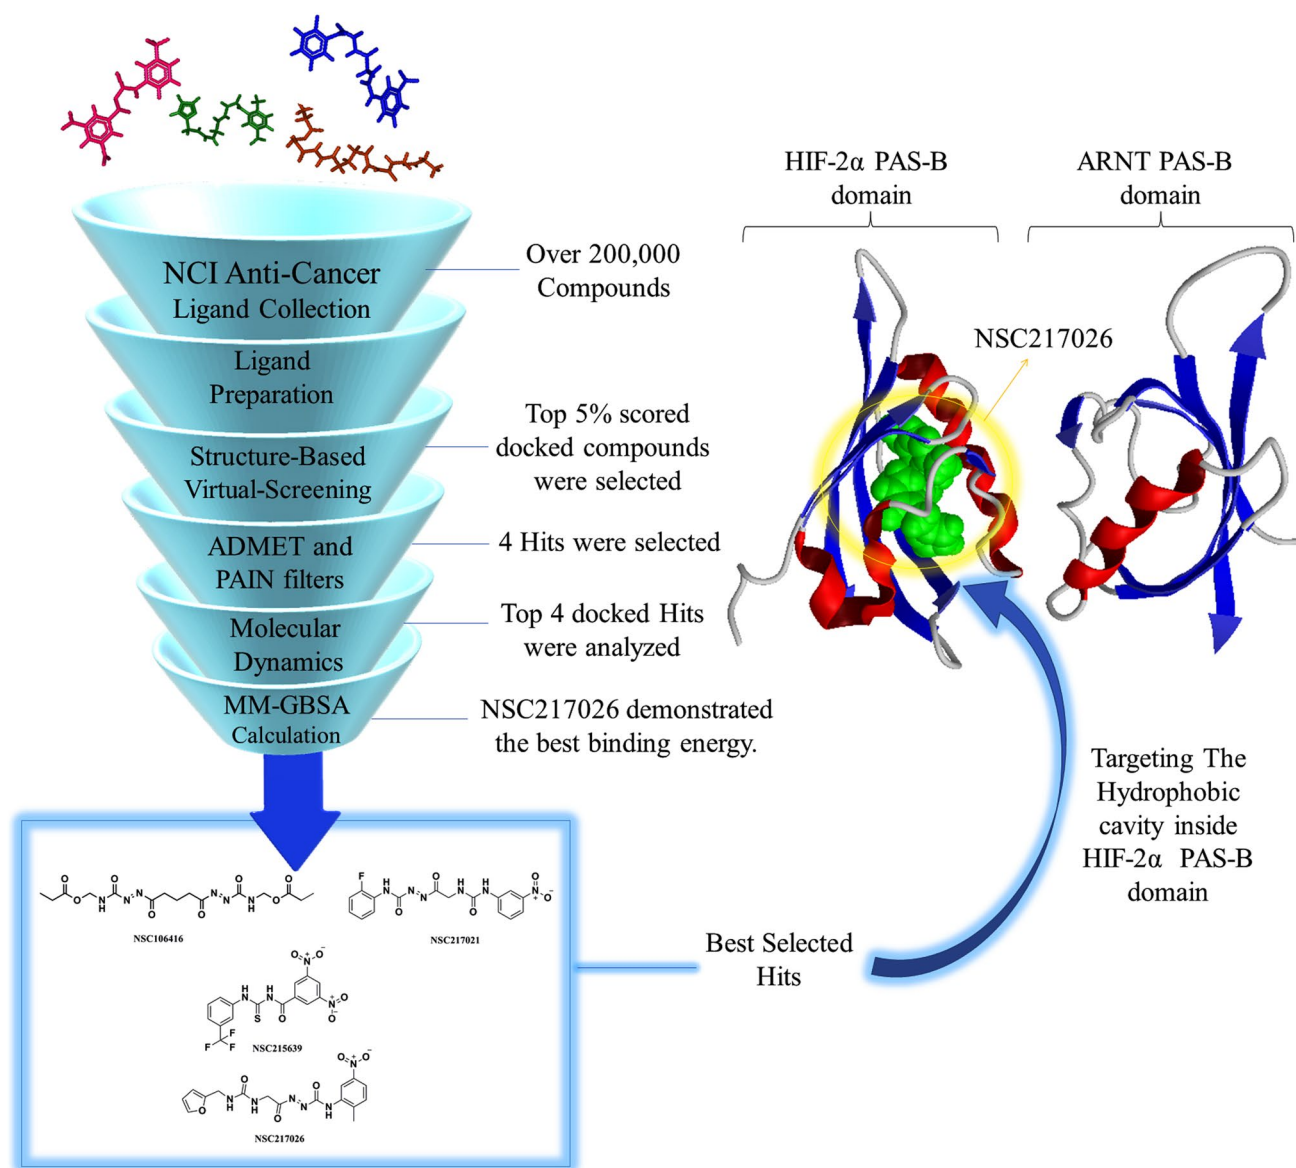 NCI Anti-Cancer
Ligand Collection
Over 200,000
Compounds
Ligand
Preparation
Structure-Based
Virtual-Screening
Top 5% scored
docked compounds
were selected
ADMET and
PAIN filters
4 Hits were selected
Molecular
Dynamics
Top 4 docked Hits
were analyzed
MM-GBSA
Calculation
NSC217026 demonstrated
the best binding energy.
HIF-2α PAS-B
domain
ARNT PAS-B
domain
NSC217026
Targeting The
Hydrophobic
cavity inside
HIF-2α PAS-B
domain
Best Selected
Hits
NSC106416
NSC217021
NSC215639
NSC217026